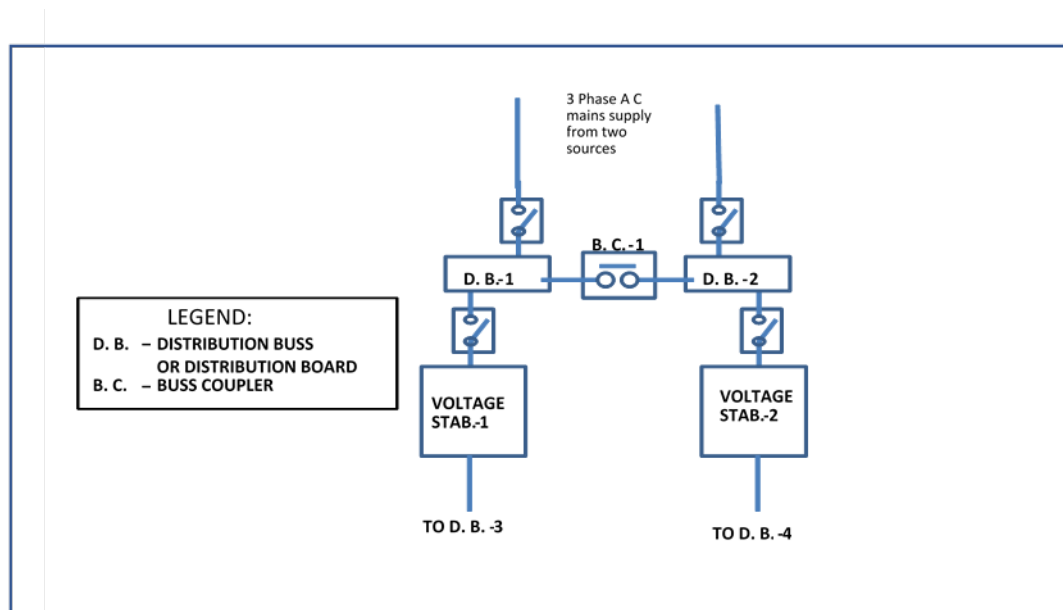 3 Phase A C
mains supply
from two
sources
B. C.-1
D. B.-1
D. B. -2
LEGEND:
D. B. – DISTRIBUTION BUSS
OR DISTRIBUTION BOARD
B. C. – BUSS COUPLER
VOLTAGE
STAB.-1
VOLTAGE
STAB.-2
TO D. B. -3
TO D. B. -4